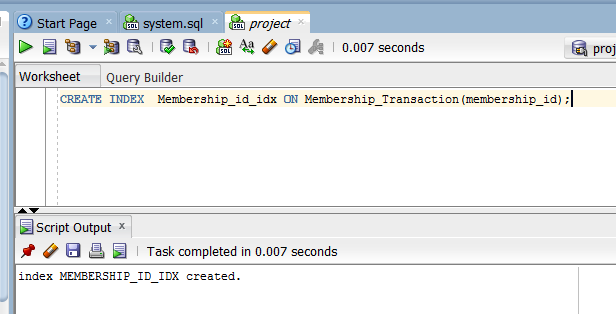 Start Page × system.sql × project ×
0.007 seconds
proj
Worksheet Query Builder
CREATE INDEX  Membership_id_idx ON Membership_Transaction(membership_id);
Script Output ×
Task completed in 0.007 seconds
index MEMBERSHIP_ID_IDX created.